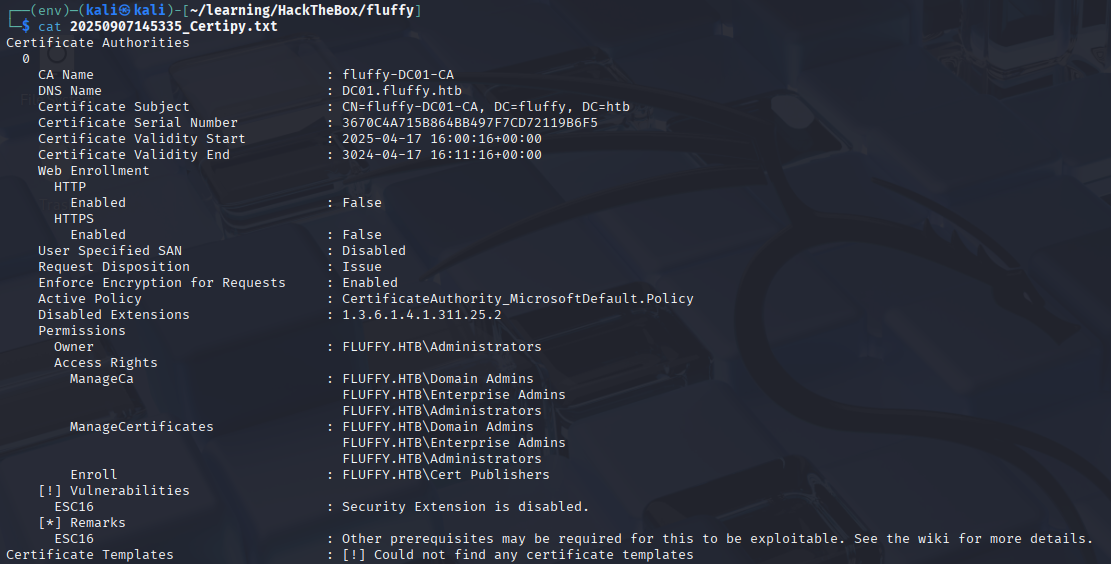 ┌──(env)─(kali㉿kali)-[~/learning/HackTheBox/fluffy]
└─$ cat 20250907145335_Certipy.txt
Certificate Authorities
  0
    CA Name                             : fluffy-DC01-CA
    DNS Name                            : DC01.fluffy.htb
    Certificate Subject                 : CN=fluffy-DC01-CA, DC=fluffy, DC=htb
    Certificate Serial Number           : 3670C4A715B864BB497F7CD72119B6F5
    Certificate Validity Start          : 2025-04-17 16:00:16+00:00
    Certificate Validity End            : 3024-04-17 16:11:16+00:00
    Web Enrollment
      HTTP
        Enabled                         : False
      HTTPS
        Enabled                         : False
    User Specified SAN                  : Disabled
    Request Disposition                 : Issue
    Enforce Encryption for Requests     : Enabled
    Active Policy                       : CertificateAuthority_MicrosoftDefault.Policy
    Disabled Extensions                 : 1.3.6.1.4.1.311.25.2
    Permissions
      Owner                             : FLUFFY.HTB\Administrators
      Access Rights
        ManageCa                        : FLUFFY.HTB\Domain Admins
                                          FLUFFY.HTB\Enterprise Admins
                                          FLUFFY.HTB\Administrators
        ManageCertificates              : FLUFFY.HTB\Domain Admins
                                          FLUFFY.HTB\Enterprise Admins
                                          FLUFFY.HTB\Administrators
        Enroll                          : FLUFFY.HTB\Cert Publishers
    [!] Vulnerabilities
      ESC16                             : Security Extension is disabled.
    [*] Remarks
      ESC16                             : Other prerequisites may be required for this to be exploitable. See the wiki for more details.
Certificate Templates                   : [!] Could not find any certificate templates